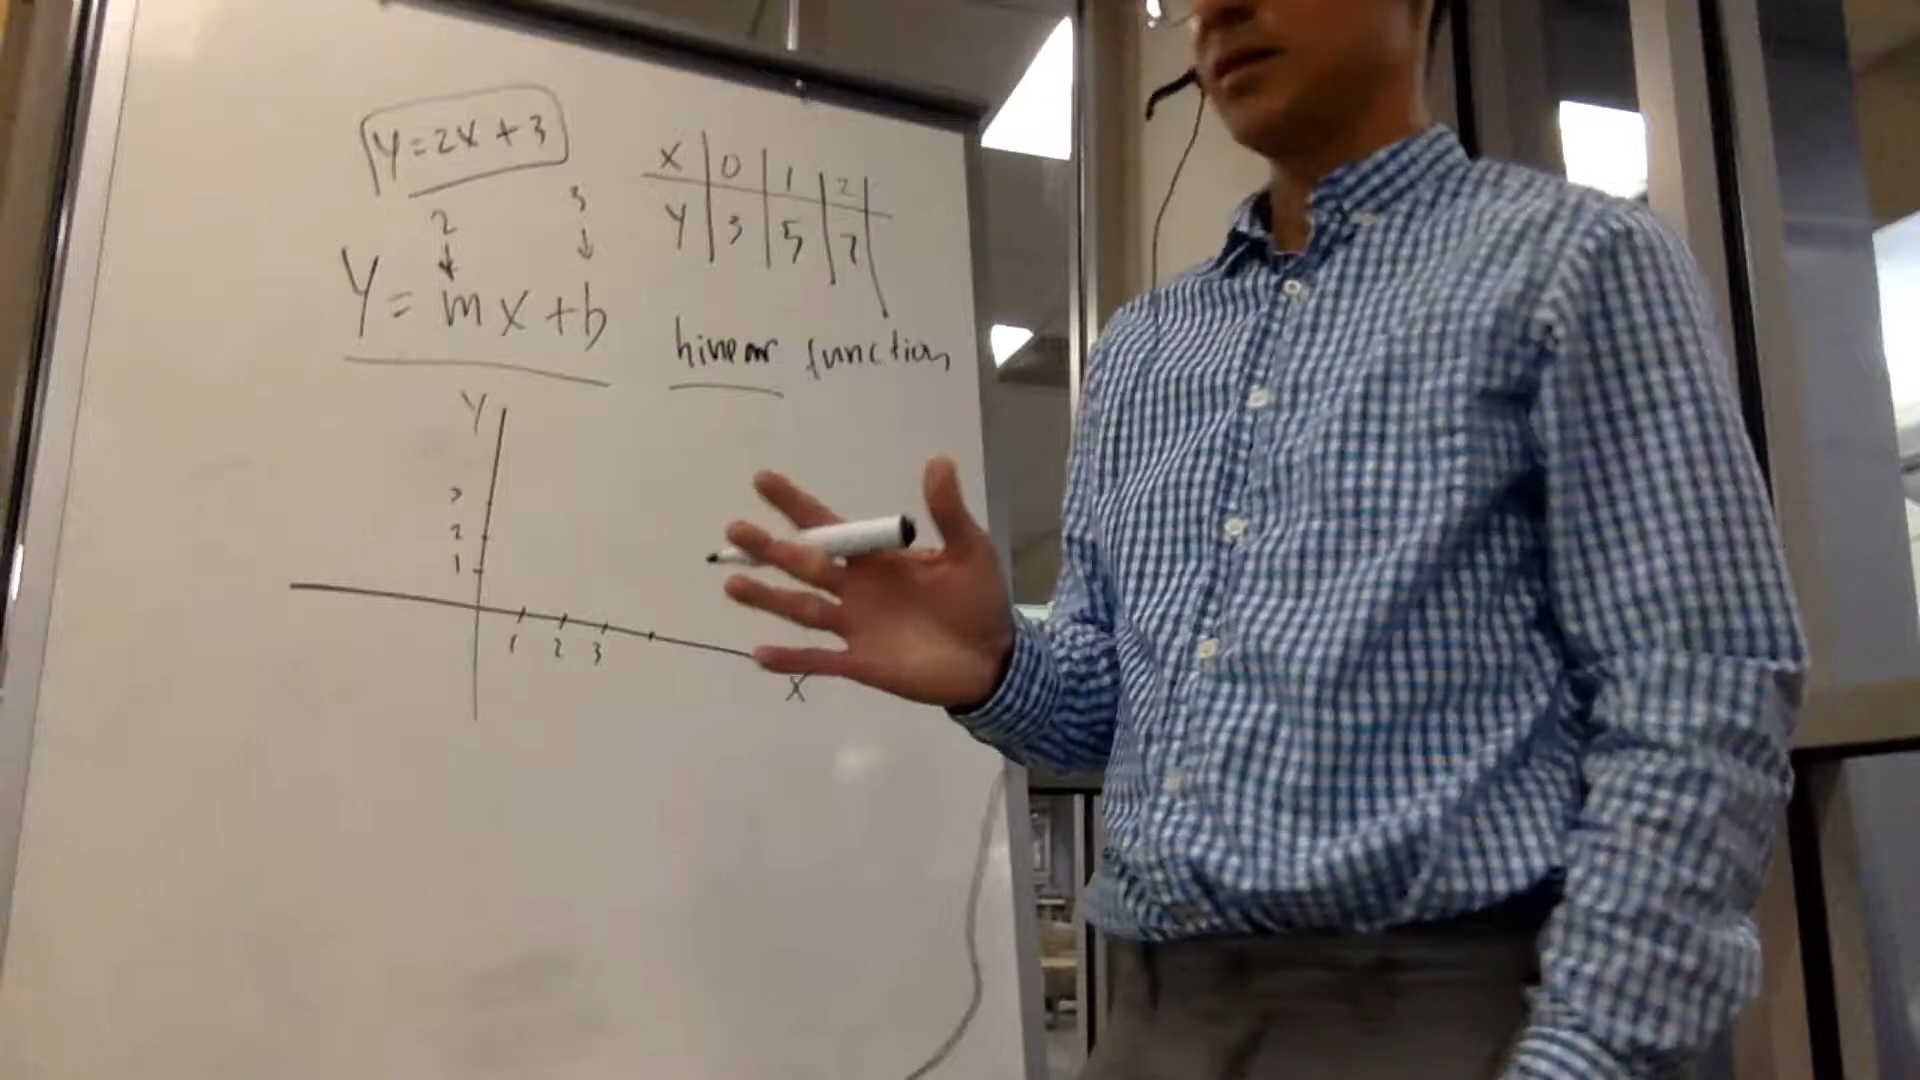 y=2x+3
x 0 1 2
y 3 5 7
2 3
↓ ↓
y=mx+b
linear function
y
3
2
1
1 2 3
x